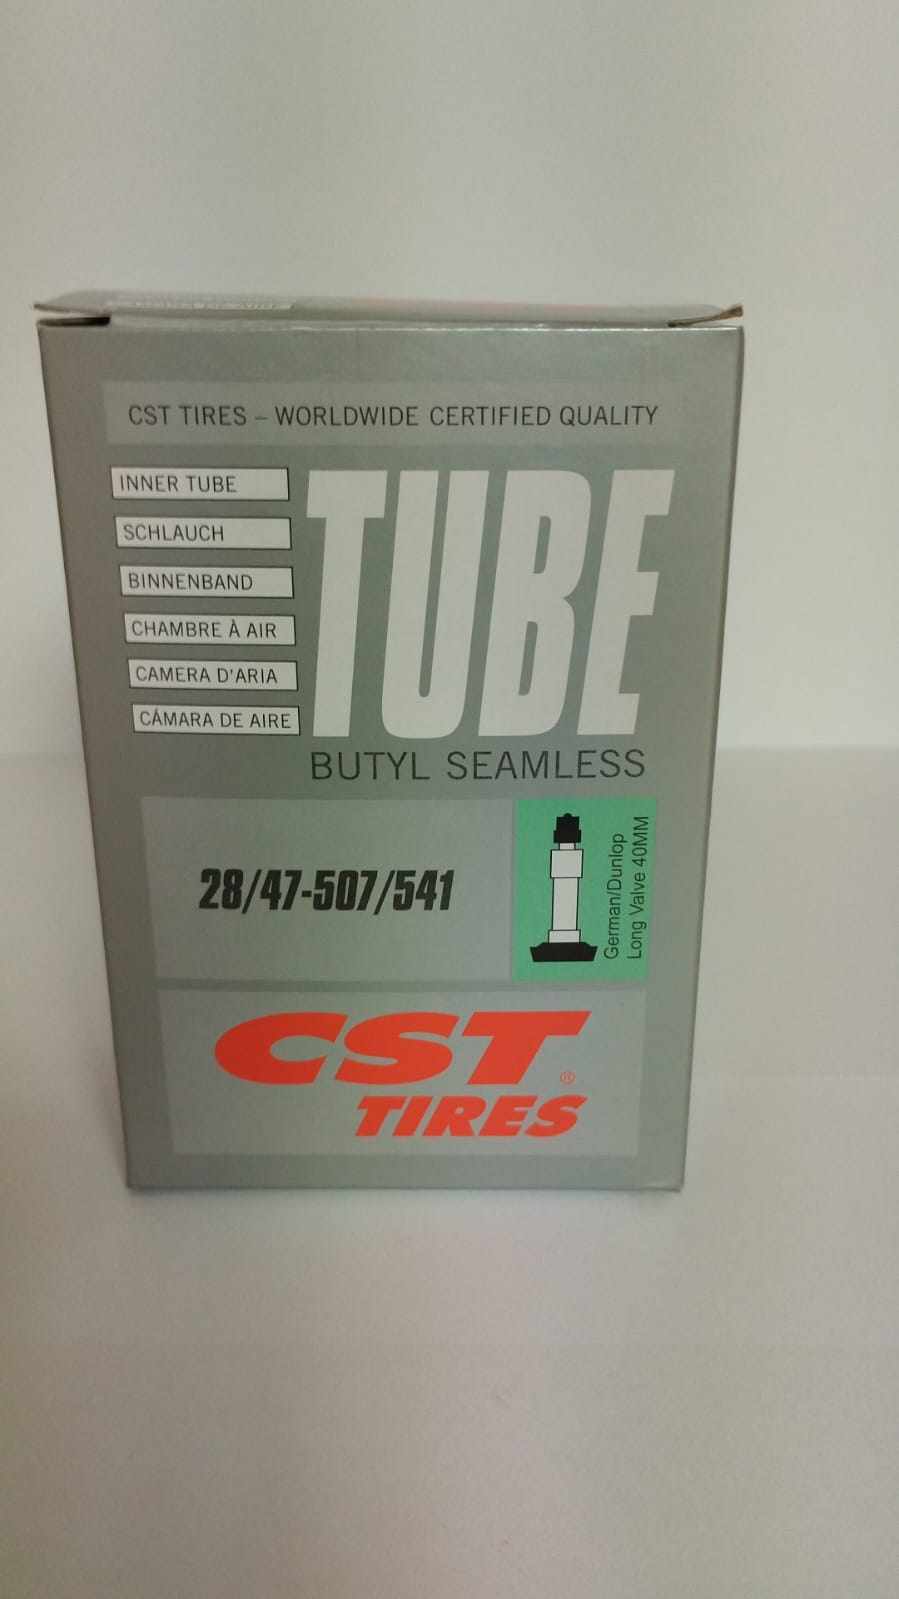 CST TIRES – WORLDWIDE CERTIFIED QUALITY
INNER TUBE
SCHLAUCH
BINNENBAND
CHAMBRE À AIR
CAMERA D'ARIA
CÁMARA DE AIRE
TUBE
BUTYL SEAMLESS
28/47-507/541
German/Dunlop
Long Valve 40MM
CST®
TIRES